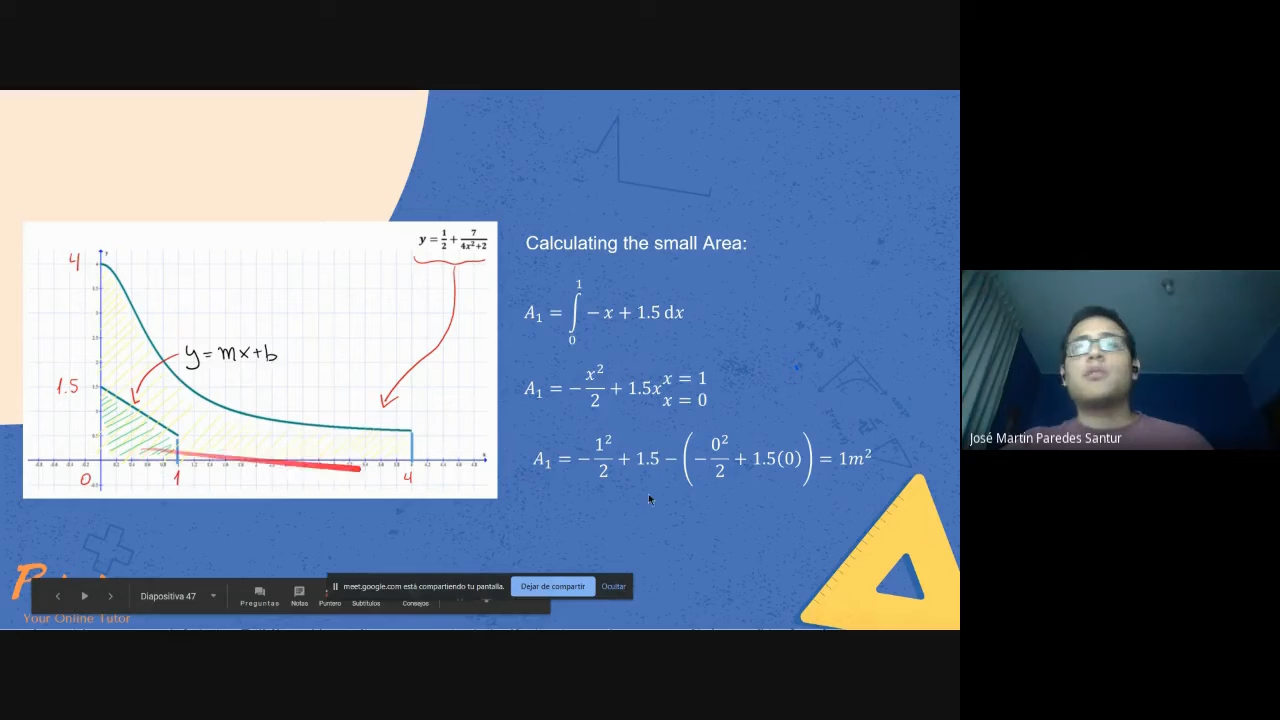 y = 1/2 + 7/(4x²+2)
4
y=mx+b
1.5
0
1
4
Calculating the small Area:
A₁ = ∫₀¹ − x + 1.5 dx
A₁ = − x²/2 + 1.5x x = 1
x = 0
A₁ = − 1²/2 + 1.5 − (− 0²/2 + 1.5(0)) = 1m²
José Martin Paredes Santur
meet.google.com está compartiendo tu pantalla.
Dejar de compartir
Ocultar
Diapositiva 47
Preguntas
Notas
Puntero
Subtítulos
Consejos
Your Online Tutor